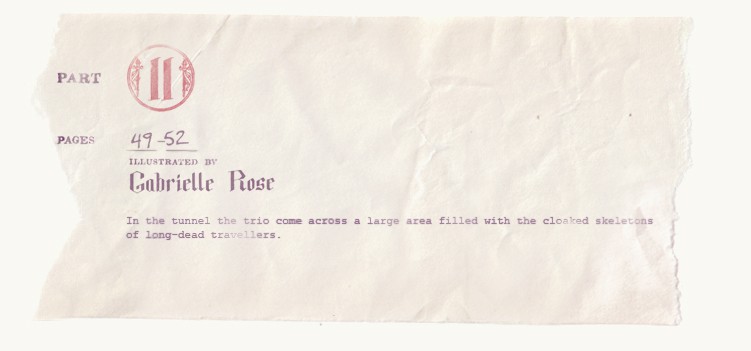 PART 11
PAGES 49-52
ILLUSTRATED BY
Gabrielle Rose
In the tunnel the trio come across a large area filled with the cloaked skeletons
of long-dead travellers.